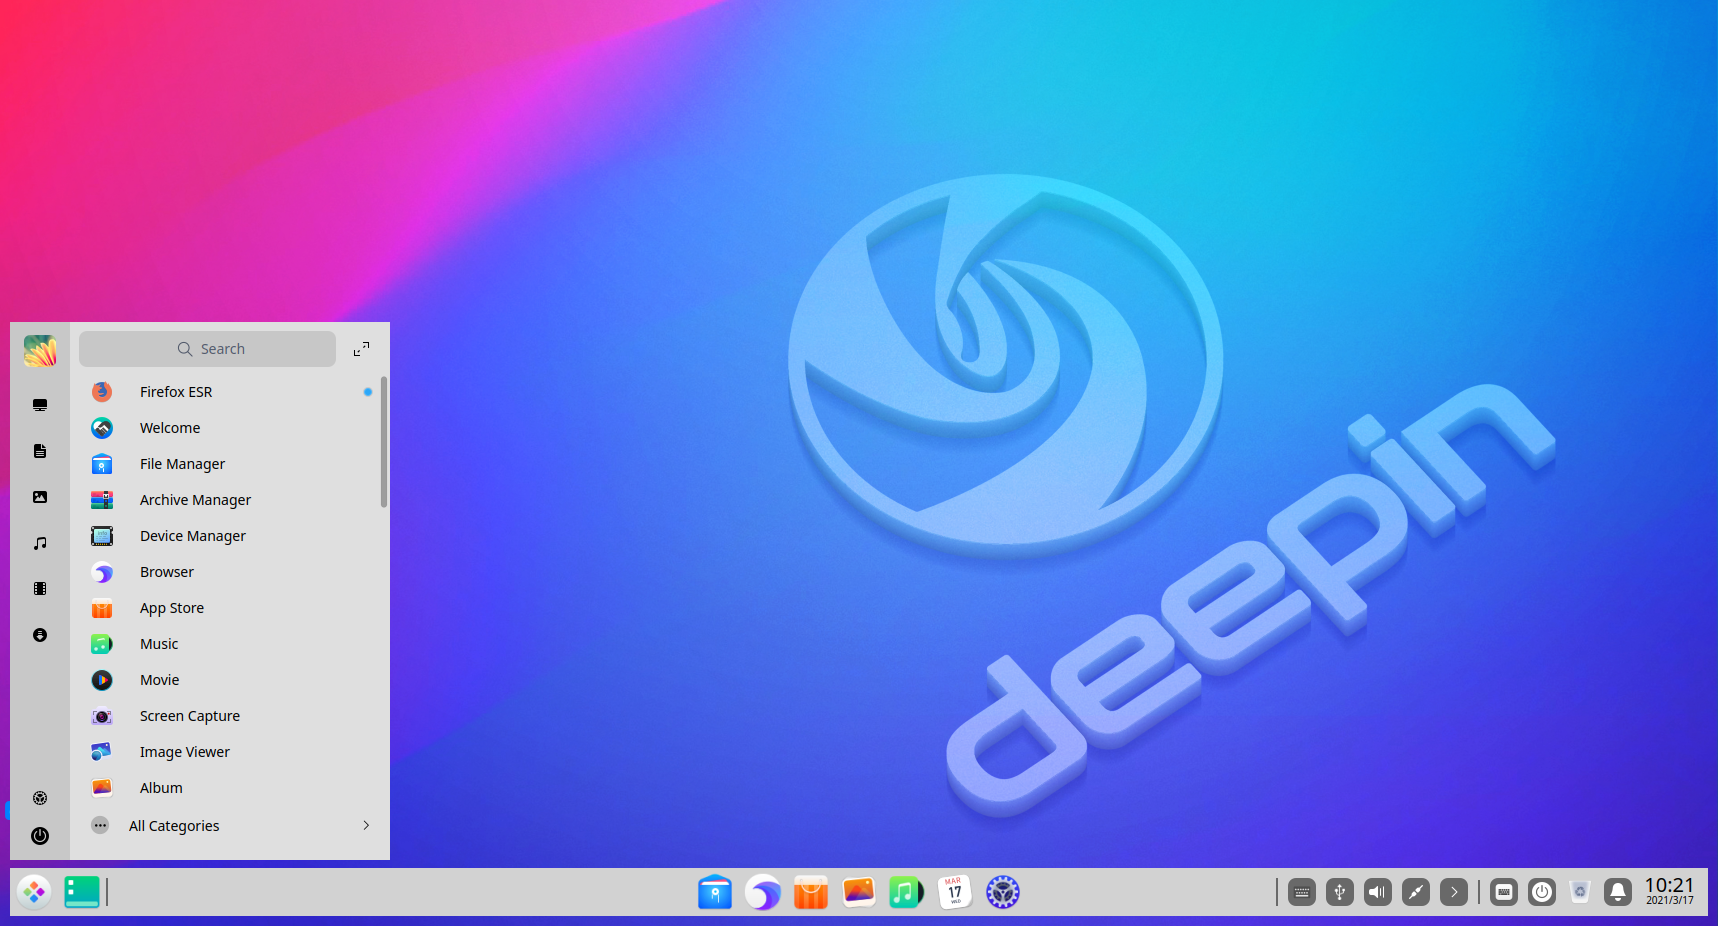 deepin
Search
Firefox ESR
Welcome
File Manager
Archive Manager
Device Manager
Browser
App Store
Music
Movie
Screen Capture
Image Viewer
Album
All Categories
MAR
17
WED
10:21
2021/3/17